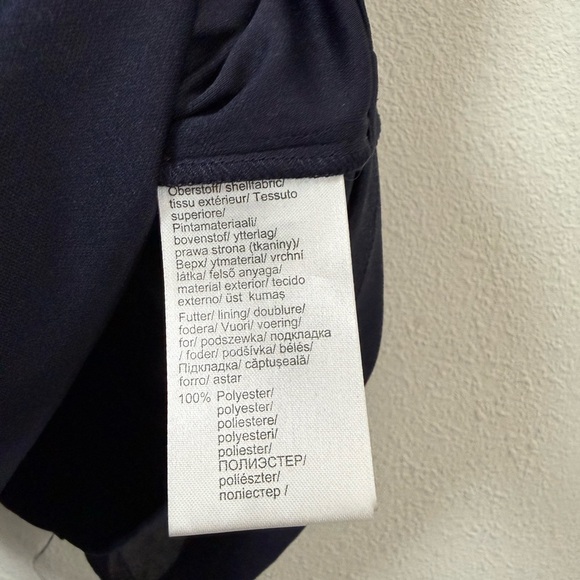 Oberstoff/ shellfabric/
tissu extérieur/ Tessuto
superiore/
Pintamateriaali/
bovenstof/ ytterlag/
prawa strona (tkaniny)/
Верх/ ytmaterial/ vrchní
látka/ felső anyaga/
material exterior/ tecido
externo/ üst kumaş
Futter/ lining/ doublure/
fodera/ Vuori/ voering/
for/ podszewka/ подкладка
/ foder/ podšívka/ bélés/
Підкладка/ căptuşeală/
forro/ astar
100% Polyester/
polyester/
poliestere/
polyesteri/
poliester/
ПОЛИЭСТЕР/
poliészter/
поліестер /